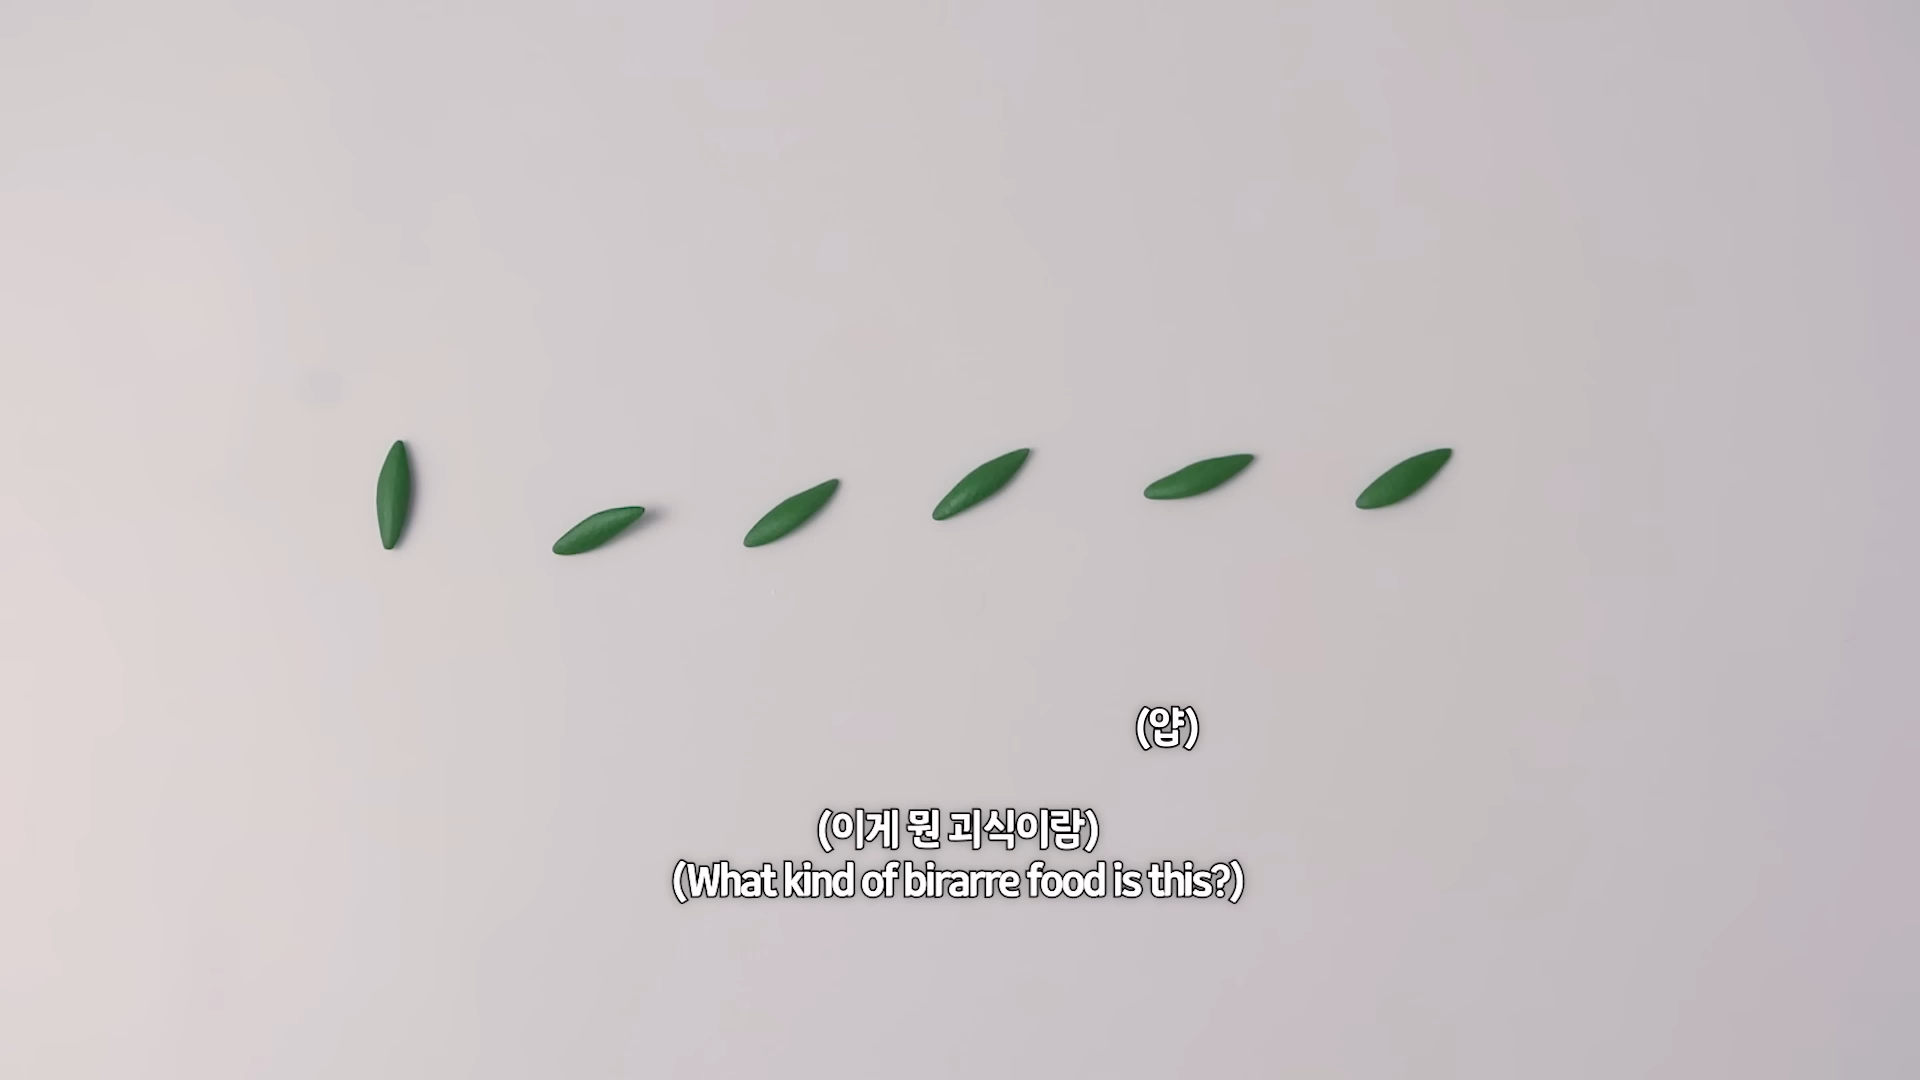 (얍)
(이게 뭔 괴식이람)
(What kind of birarre food is this?)